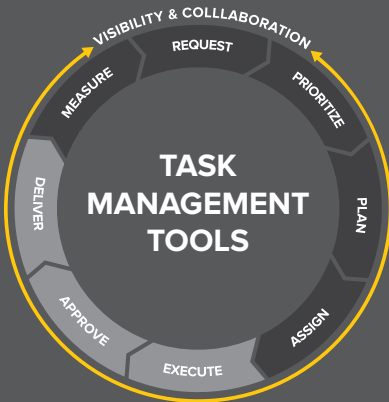 VISIBILITY & COLLLABORATION
REQUEST
PRIORITIZE
PLAN
ASSIGN
EXECUTE
APPROVE
DELIVER
MEASURE
TASK
MANAGEMENT
TOOLS